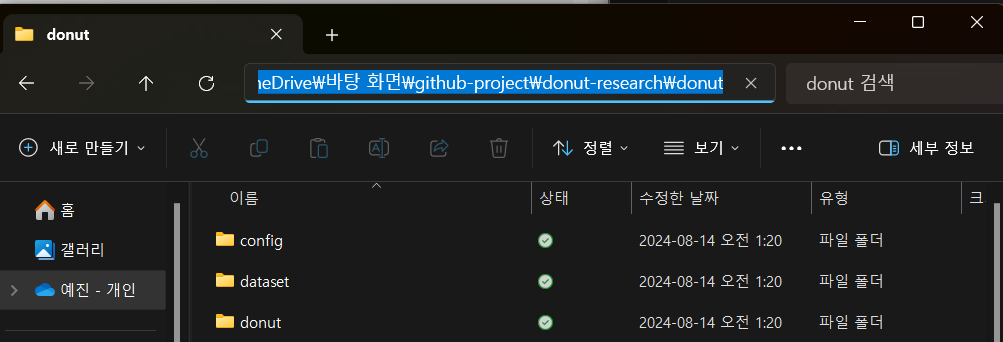 donut
neDrive₩바탕 화면₩github-project₩donut-research₩donut
donut 검색
새로 만들기
정렬
보기
세부 정보
이름 상태 수정한 날짜 유형 크
홈
갤러리
예진 - 개인
config 2024-08-14 오전 1:20 파일 폴더
dataset 2024-08-14 오전 1:20 파일 폴더
donut 2024-08-14 오전 1:20 파일 폴더